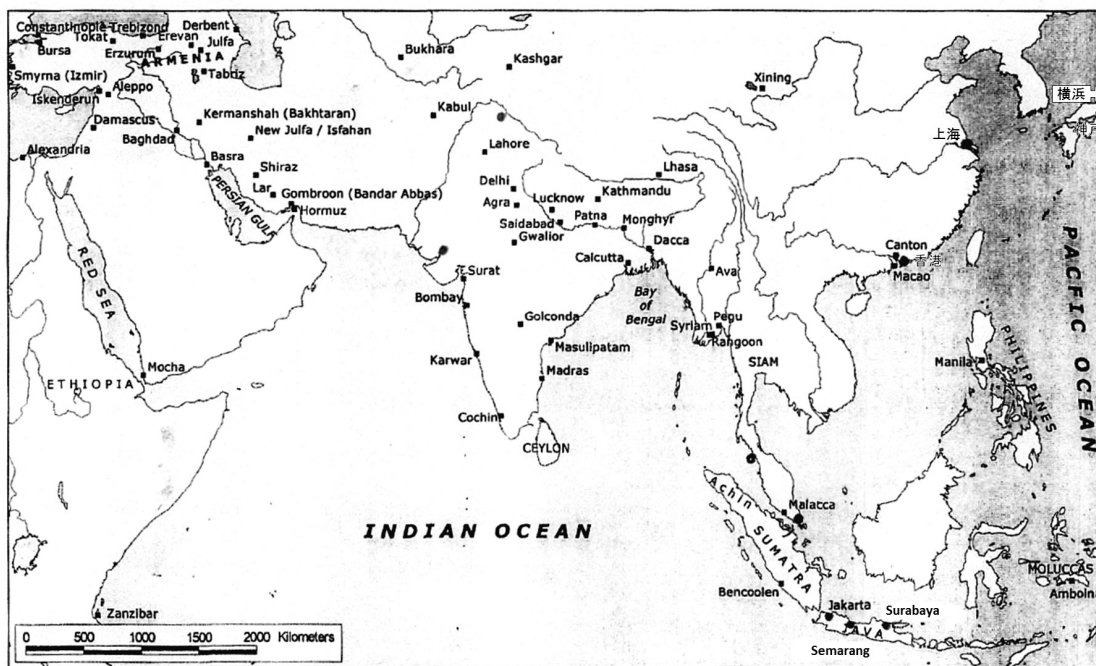 Constantinople
Trebizond
Derbent
Tokat
Erevan
Bursa
Erzurum
Julfa
ARMENIA
Smyrna (Izmir)
Tabriz
Iskenderun
Aleppo
Bukhara
Kashgar
Xining
横浜
Kermanshah (Bakhtaran)
Kabul
Damascus
New Julfa / Isfahan
Baghdad
上海
Alexandria
Basra
Shiraz
Lahore
Lhasa
Lar
Gombroon (Bandar Abbas)
Hormuz
PERSIAN GULF
Delhi
Kathmandu
Agra
Lucknow
Saidabad
Patna
Monghyr
Gwalior
Dacca
Calcutta
Canton
香港
Macao
RED SEA
Surat
Ava
Bombay
Bay of
Bengal
PACFIC OCEAN
Golconda
Pegu
Syriam
Rangoon
Masulipatam
Karwar
SIAM
Manila
PHILIPPINES
Mocha
ETHIOPIA
Madras
Cochin
CEYLON
Achin
Malacca
INDIAN OCEAN
SUMATRA
MOLUCCAS
Bencoolen
Amboina
Zanzibar
Jakarta
Surabaya
JAVA
Semarang
0 500 1000 1500 2000 Kilometers